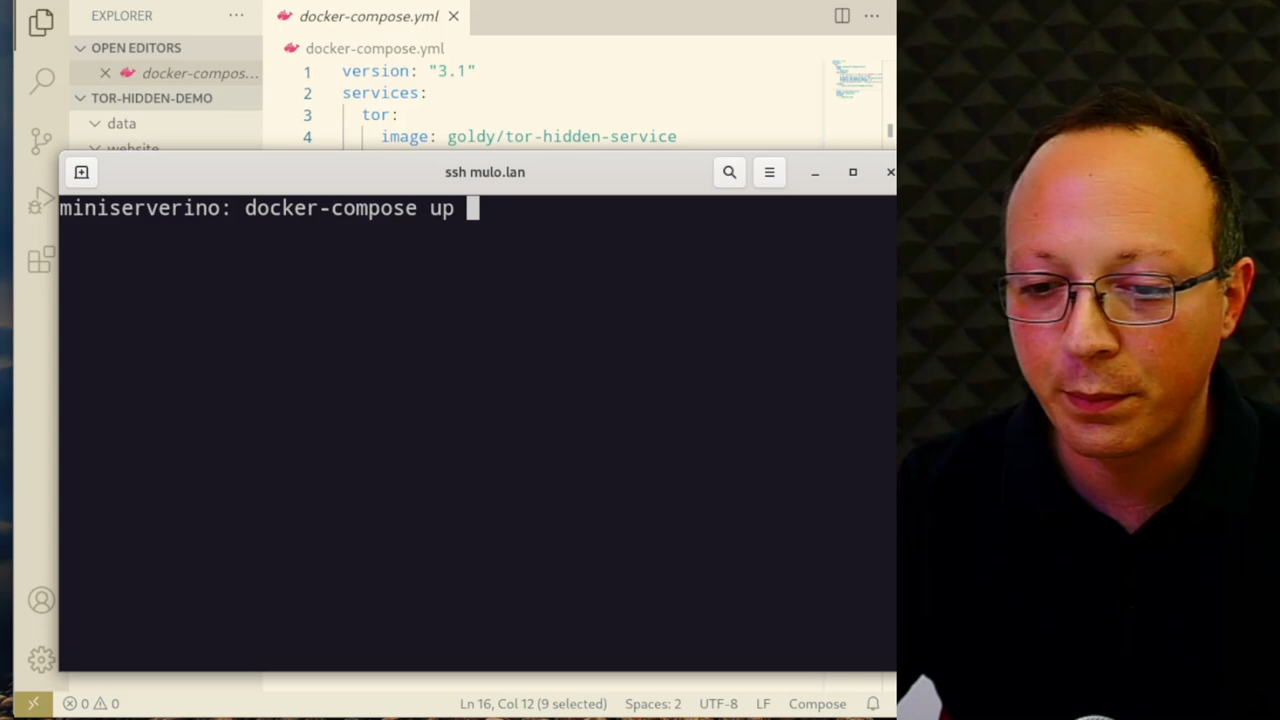 EXPLORER
docker-compose.yml
OPEN EDITORS
docker-compos...
docker-compose.yml
TOR-HIDDEN-DEMO
data
website
1 version: "3.1"
2 services:
3 tor:
4 image: goldy/tor-hidden-service
ssh mulo.lan
miniserverino: docker-compose up
0 0
Ln 16, Col 12 (9 selected) Spaces: 2 UTF-8 LF Compose